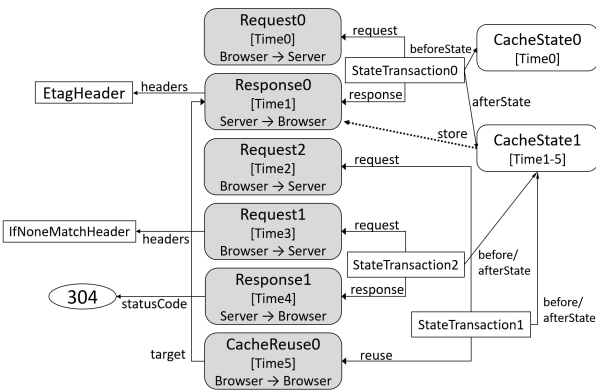 Request0
[Time0]
Browser → Server
request
beforeState
CacheState0
[Time0]
StateTransaction0
EtagHeader
headers
Response0
[Time1]
Server → Browser
response
afterState
store
CacheState1
[Time1-5]
Request2
[Time2]
Browser → Server
request
IfNoneMatchHeader
headers
Request1
[Time3]
Browser → Server
request
StateTransaction2
before/
afterState
304
statusCode
Response1
[Time4]
Server → Browser
response
before/
afterState
StateTransaction1
target
CacheReuse0
[Time5]
Browser → Browser
reuse